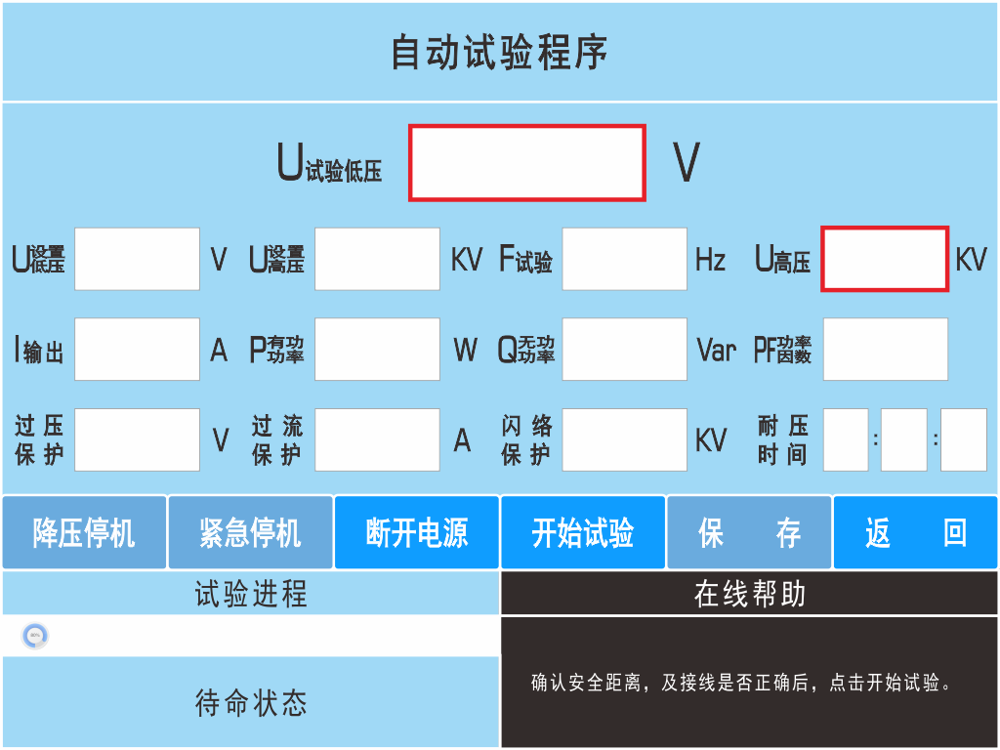 自动试验程序
U试验低压 V
U设置低压 V U设置高压 KV F试验 Hz U高压 KV
I输出 A P有功功率 W Q无功功率 Var PF功率因数
过压保护 V 过流保护 A 闪络保护 KV 耐压时间 : :
降压停机 紧急停机 断开电源 开始试验 保存 返回
试验进程 在线帮助
80%
待命状态 确认安全距离，及接线是否正确后，点击开始试验。